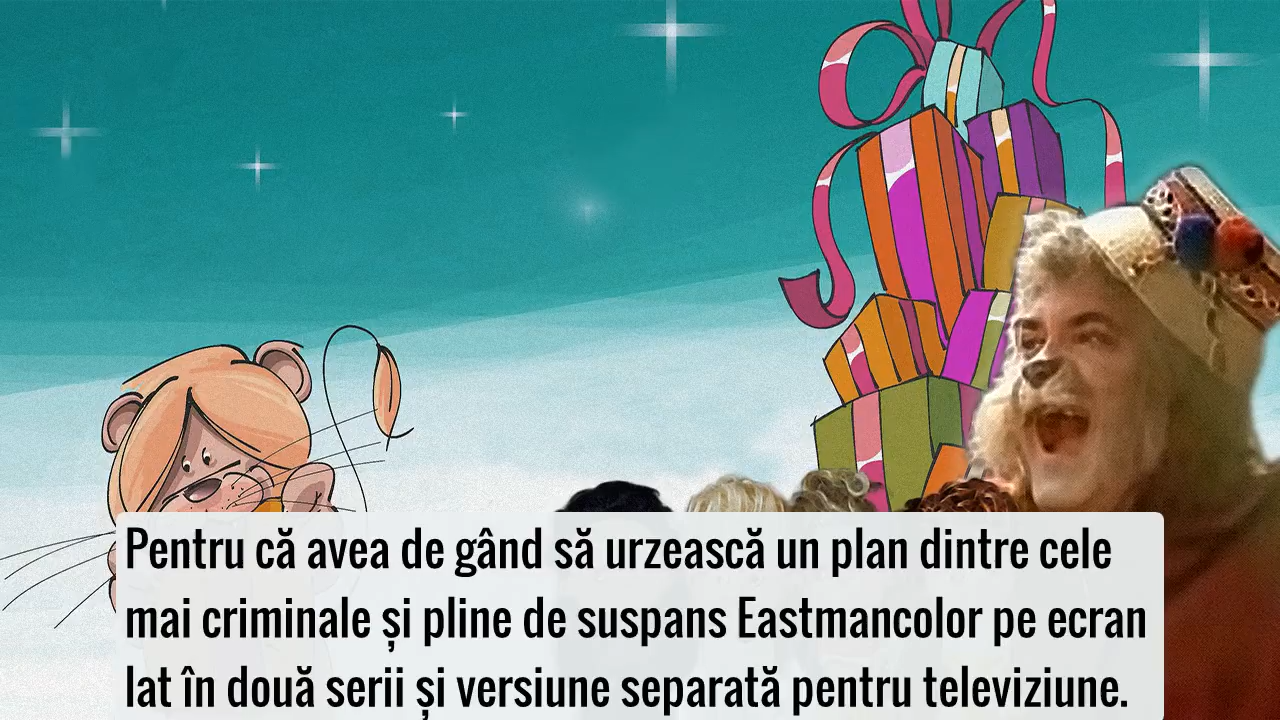 Pentru că avea de gând să urzească un plan dintre cele
mai criminale și pline de suspans Eastmancolor pe ecran
lat în două serii și versiune separată pentru televiziune.